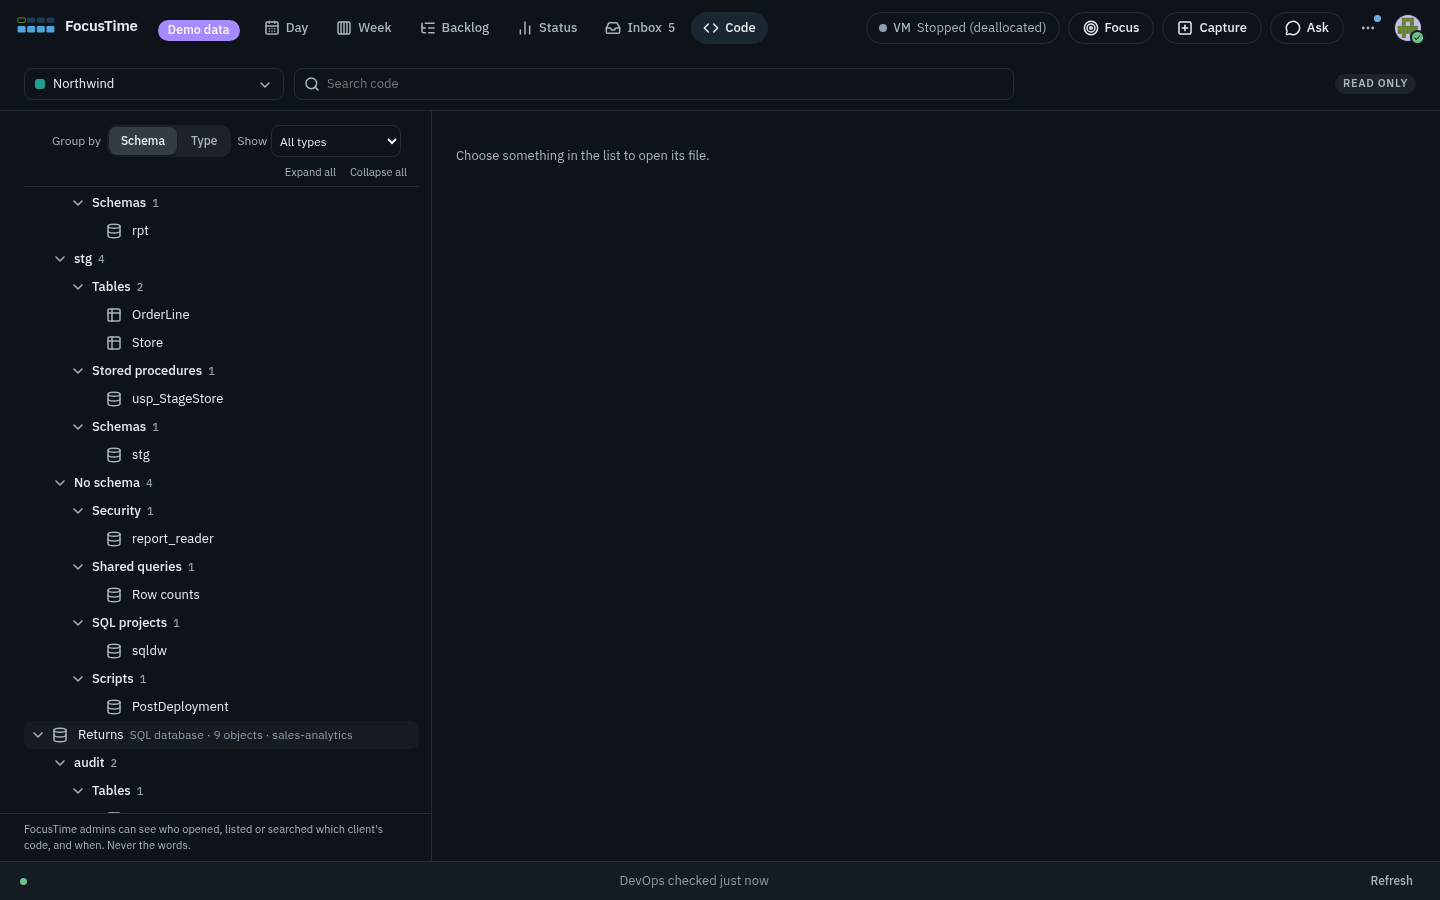 FocusTime
Demo data
Day
Week
Backlog
Status
Inbox 5
Code
VM Stopped (deallocated)
Focus
Capture
Ask
Northwind
Search code
READ ONLY
Group by Schema Type Show All types
Expand all Collapse all
Schemas 1
rpt
stg 4
Tables 2
OrderLine
Store
Stored procedures 1
usp_StageStore
Schemas 1
stg
No schema 4
Security 1
report_reader
Shared queries 1
Row counts
SQL projects 1
sqldw
Scripts 1
PostDeployment
Returns SQL database · 9 objects · sales-analytics
audit 2
Tables 1
FocusTime admins can see who opened, listed or searched which client's
code, and when. Never the words.
Choose something in the list to open its file.
DevOps checked just now
Refresh